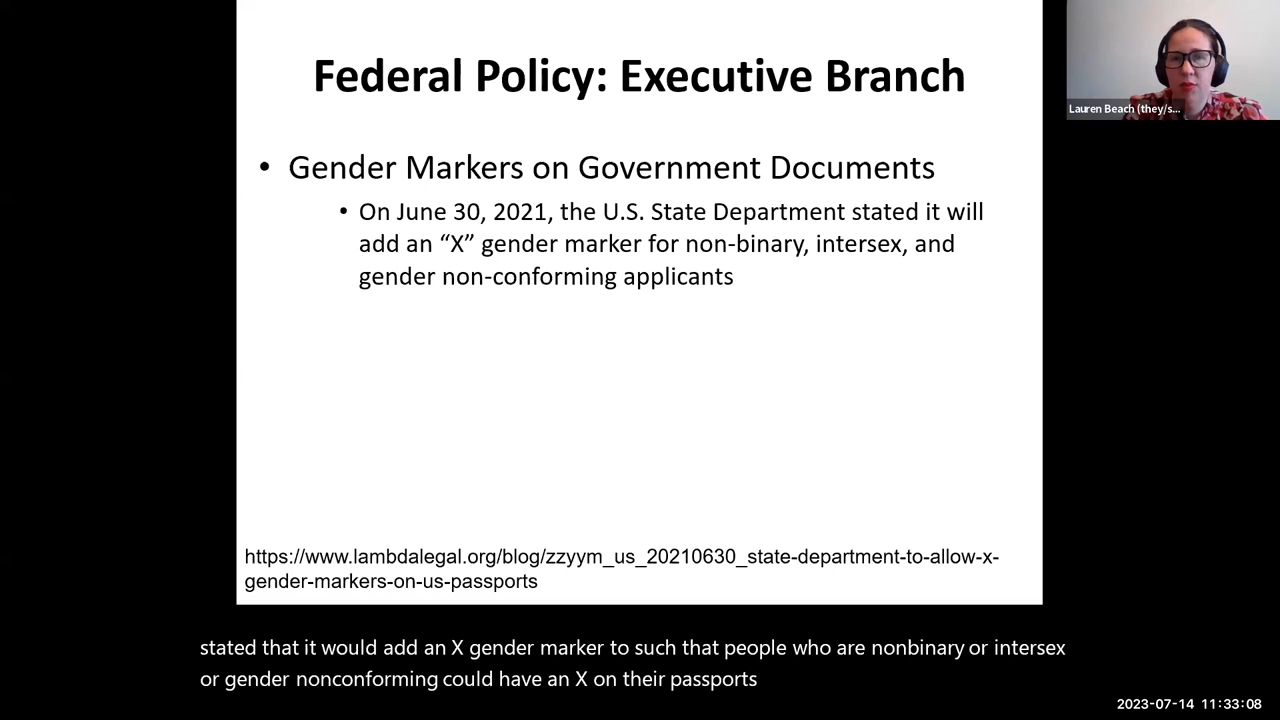 Federal Policy: Executive Branch
Lauren Beach (they/s...
• Gender Markers on Government Documents
• On June 30, 2021, the U.S. State Department stated it will
add an “X” gender marker for non-binary, intersex, and
gender non-conforming applicants
https://www.lambdalegal.org/blog/zzyym_us_20210630_state-department-to-allow-x-
gender-markers-on-us-passports
stated that it would add an X gender marker to such that people who are nonbinary or intersex
or gender nonconforming could have an X on their passports
2023-07-14 11:33:08